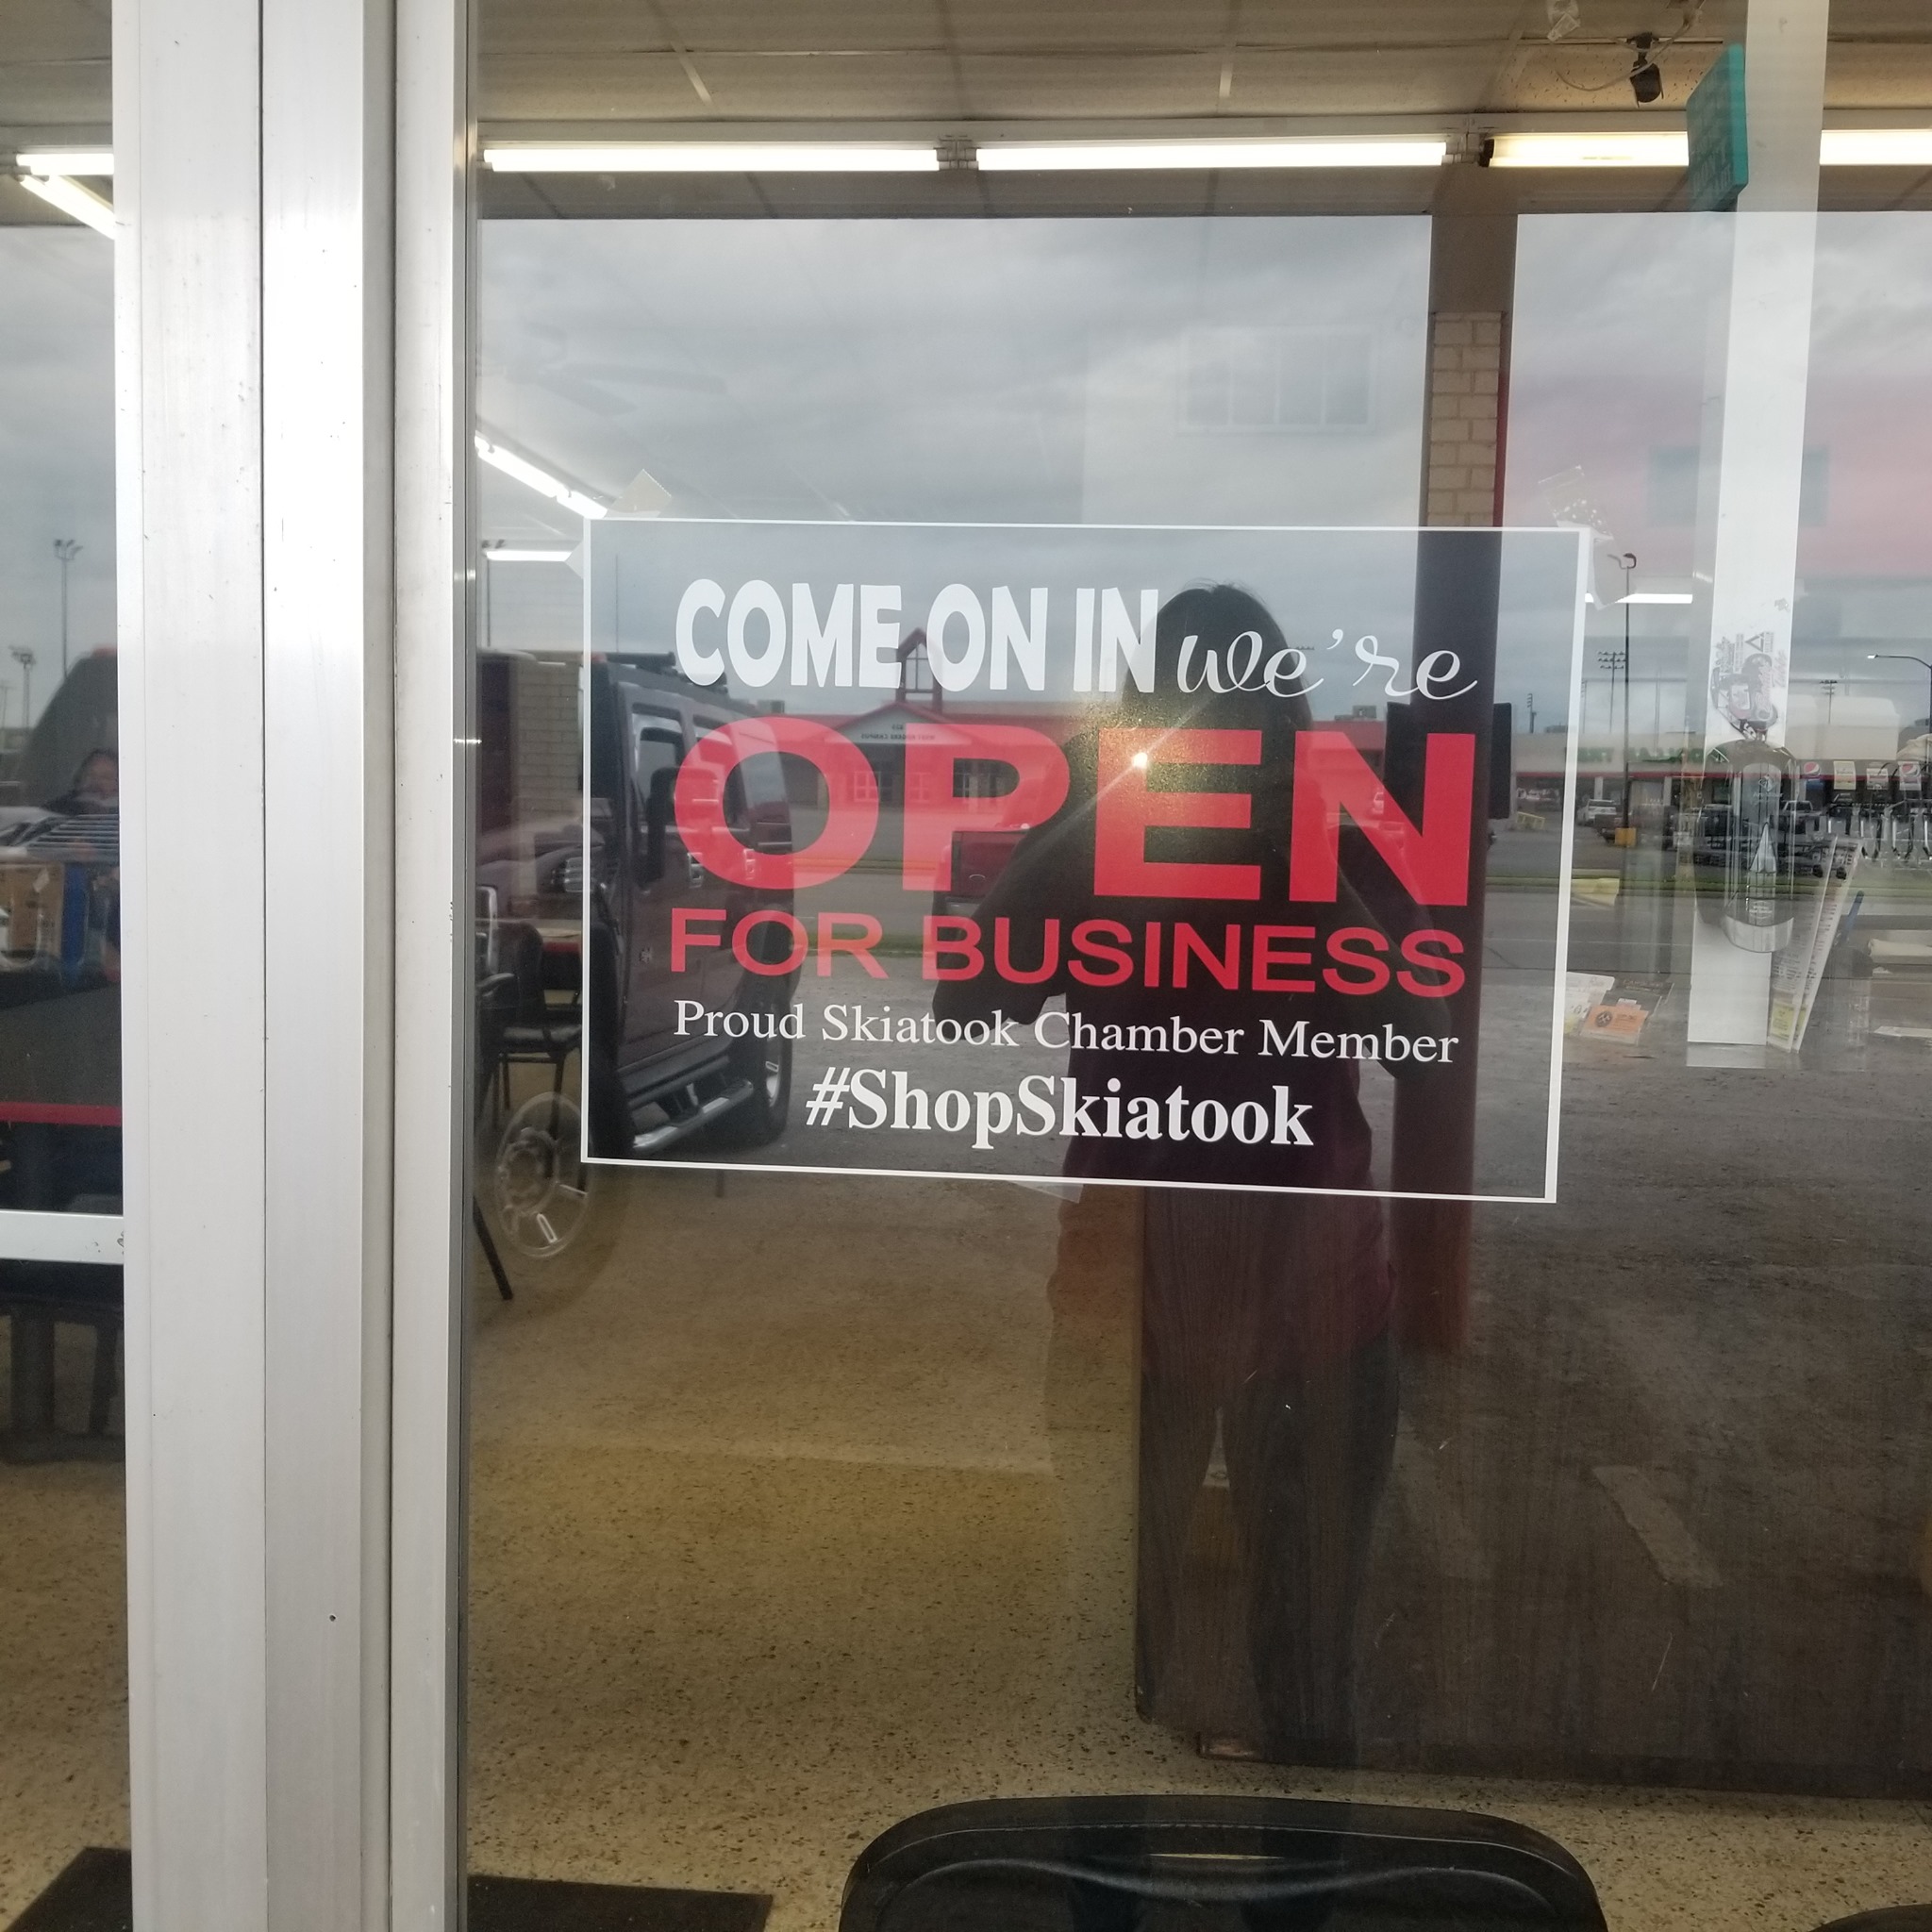 COME ON IN we're
OPEN
FOR BUSINESS
Proud Skiatook Chamber Member
#ShopSkiatook